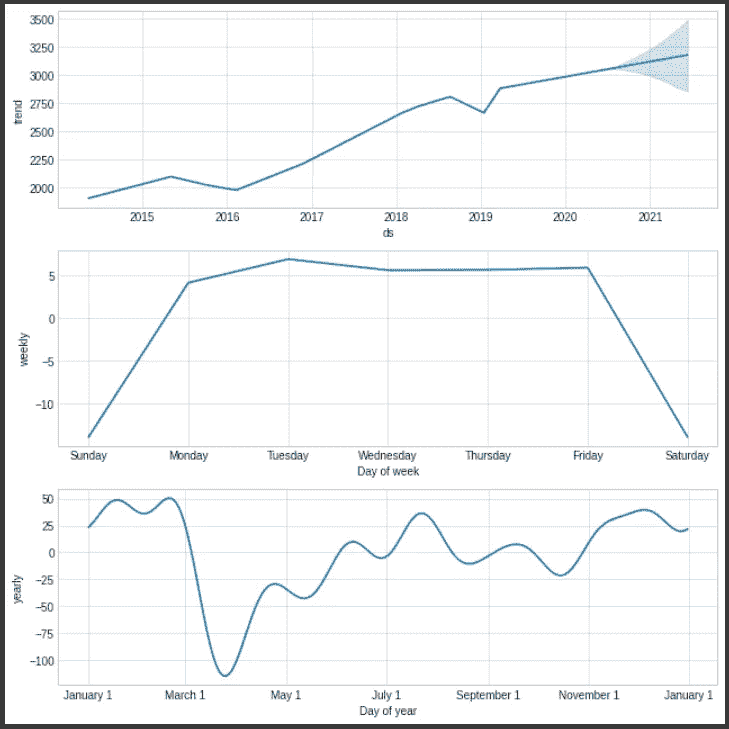 3500
3250
3000
2750
2500
2250
2000
trend
2015 2016 2017 2018 2019 2020 2021
ds
5
0
−5
−10
weekly
Sunday Monday Tuesday Wednesday Thursday Friday Saturday
Day of week
50
25
0
−25
−50
−75
−100
yearly
January 1 March 1 May 1 July 1 September 1 November 1 January 1
Day of year